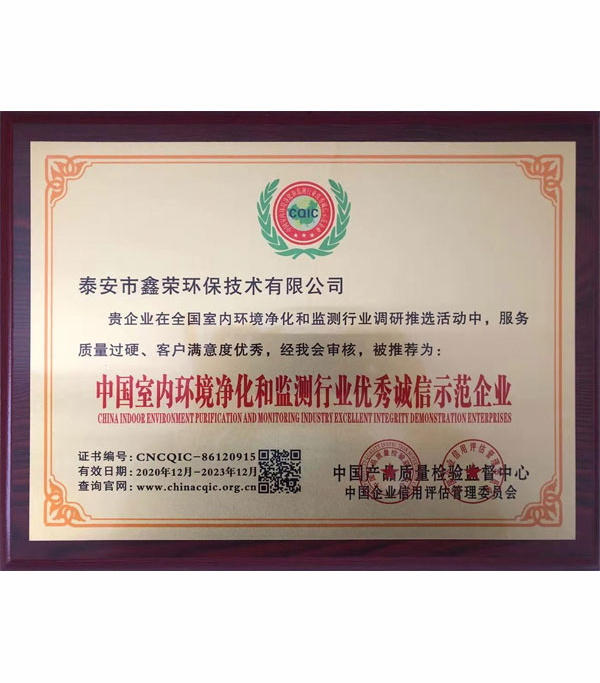 CQIC
泰安市鑫荣环保技术有限公司
贵企业在全国室内环境净化和监测行业调研推选活动中，服务
质量过硬、客户满意度优秀，经我会审核，被推荐为：
中国室内环境净化和监测行业优秀诚信示范企业
CHINA INDOOR ENVIRONMENT PURIFICATION AND MONITORING INDUSTRY EXCELLENT INTEGRITY DEMONSTRATION ENTERPRISES
证书编号：CNCQIC-86120915
有效日期：2020年12月-2023年12月
查询官网：www.chinacqic.org.cn
中国产品质量检验监督中心
中国企业信用评估管理委员会